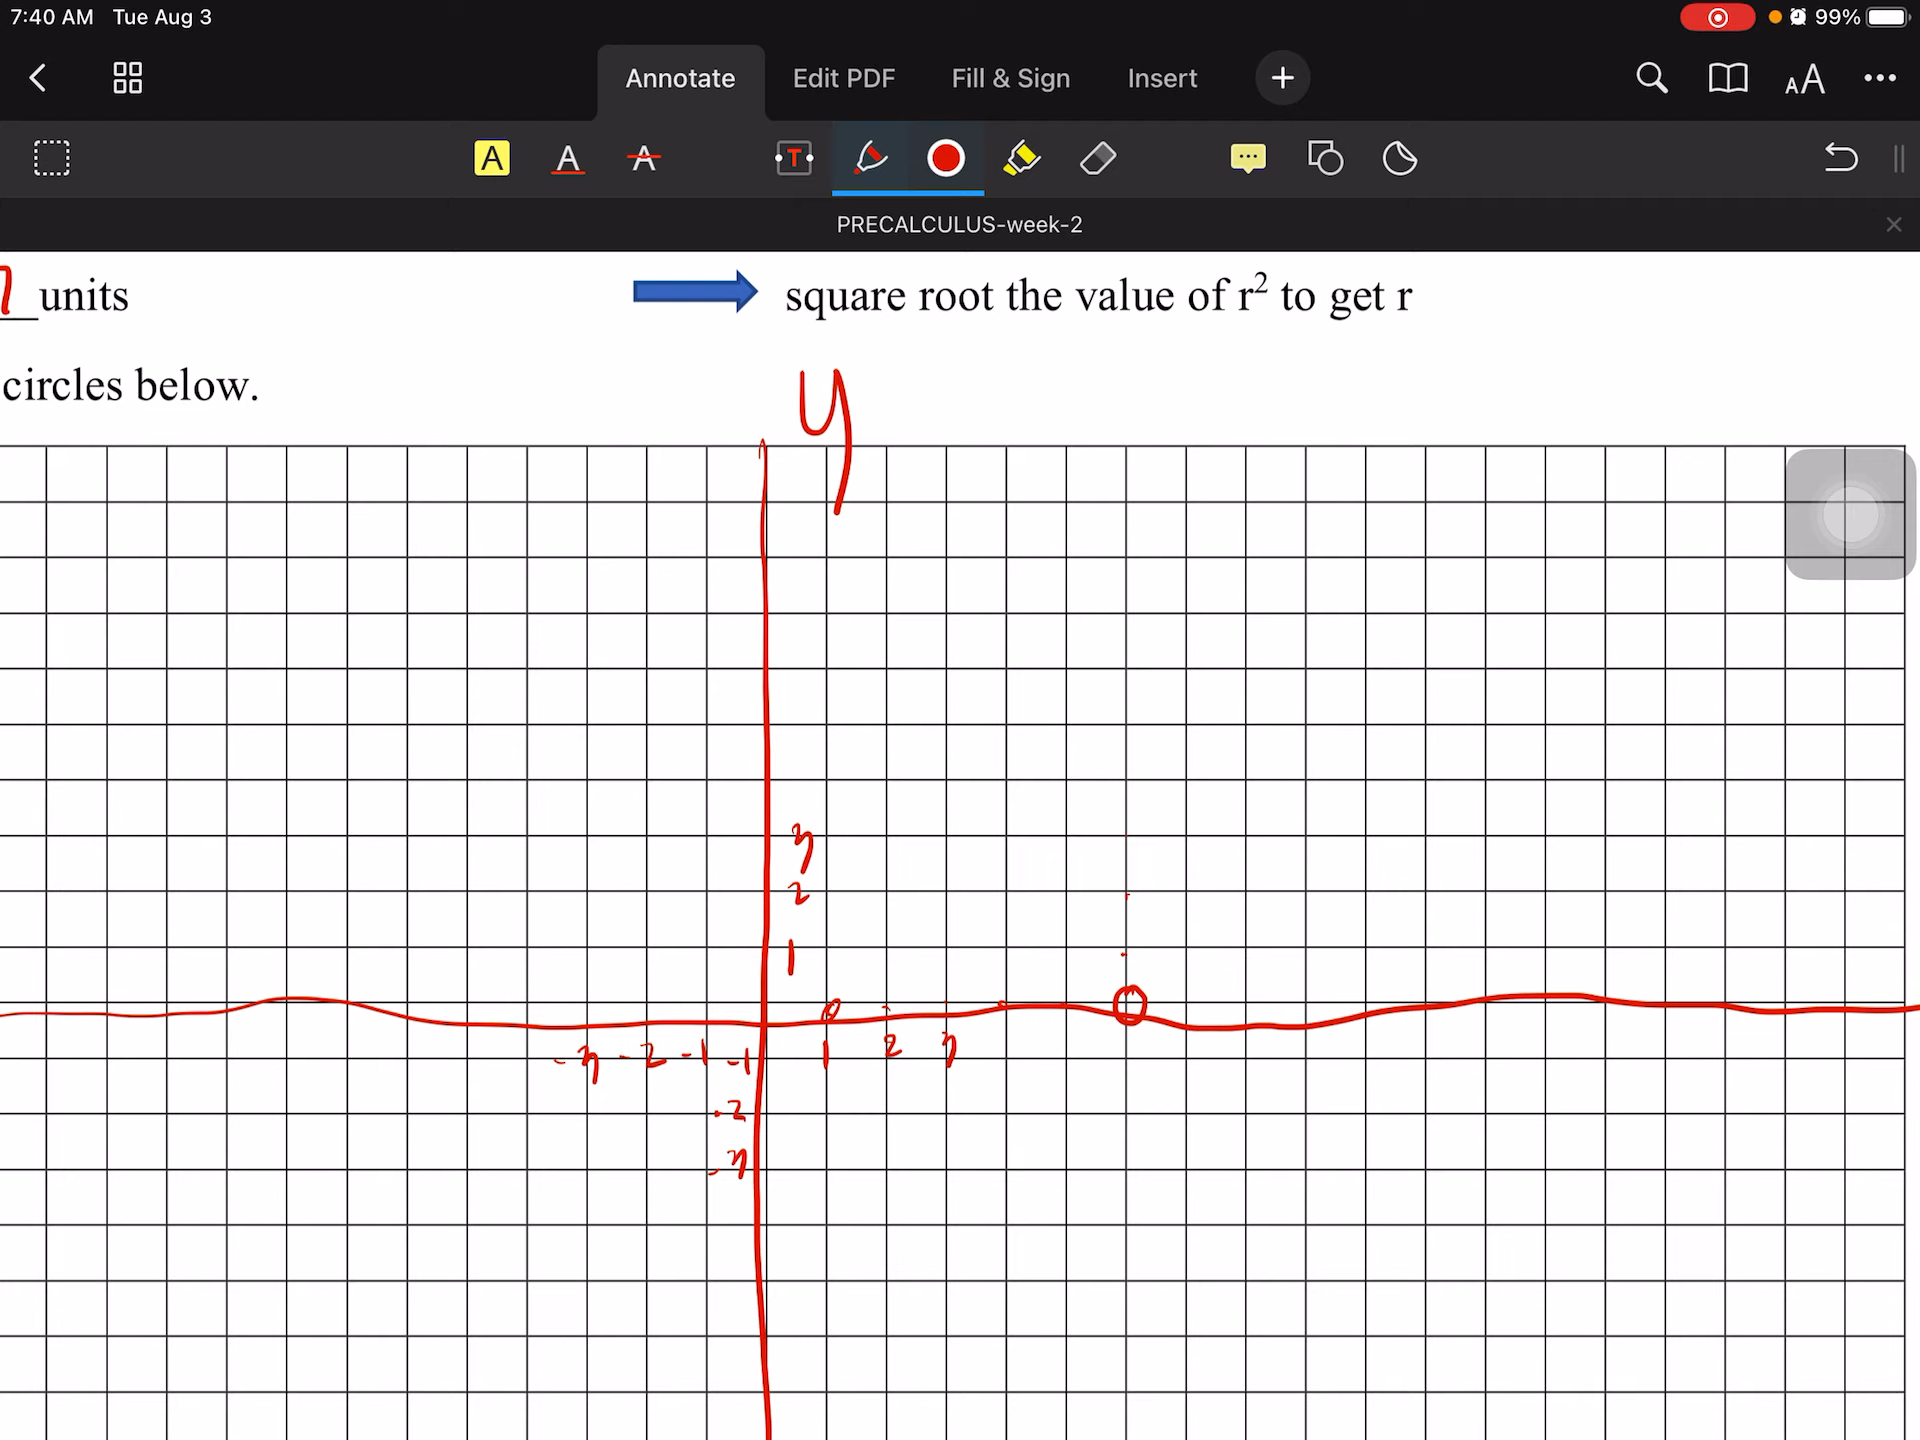 7:40 AM Tue Aug 3
99%
Annotate Edit PDF Fill & Sign Insert +
AA
A A A T
PRECALCULUS-week-2
units square root the value of r² to get r
circles below.
y
3
2
1
-3 -2 -1 -1 1 2 3
-2
-3